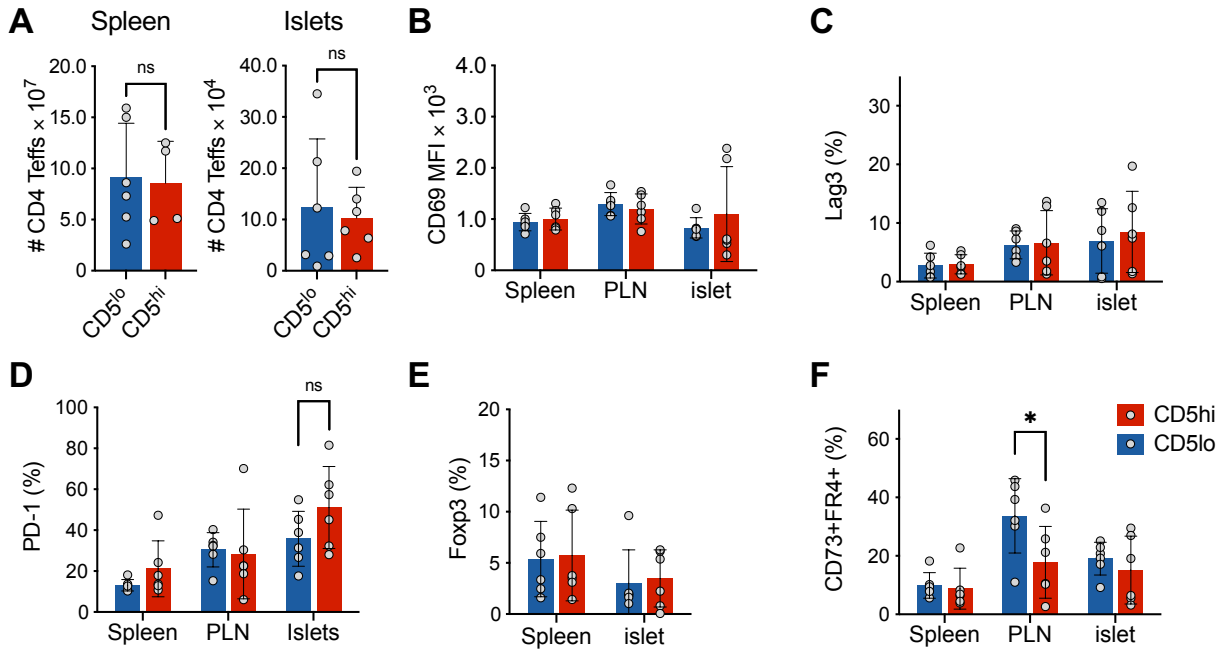 A
Spleen
Islets
# CD4 Teffs × 10⁷
20.0
15.0
10.0
5.0
0
ns
CD5ˡᵒ
CD5ʰⁱ
# CD4 Teffs × 10⁴
40.0
30.0
20.0
10.0
0
ns
CD5ˡᵒ
CD5ʰⁱ
B
CD69 MFI × 10³
4.0
3.0
2.0
1.0
0
Spleen
PLN
islet
C
Lag3 (%)
30
20
10
0
Spleen
PLN
islet
D
PD-1 (%)
100
80
60
40
20
0
ns
Spleen
PLN
Islets
E
Foxp3 (%)
20
15
10
5
0
Spleen
islet
F
CD73+FR4+ (%)
60
40
20
0
*
Spleen
PLN
islet
CD5hi
CD5lo